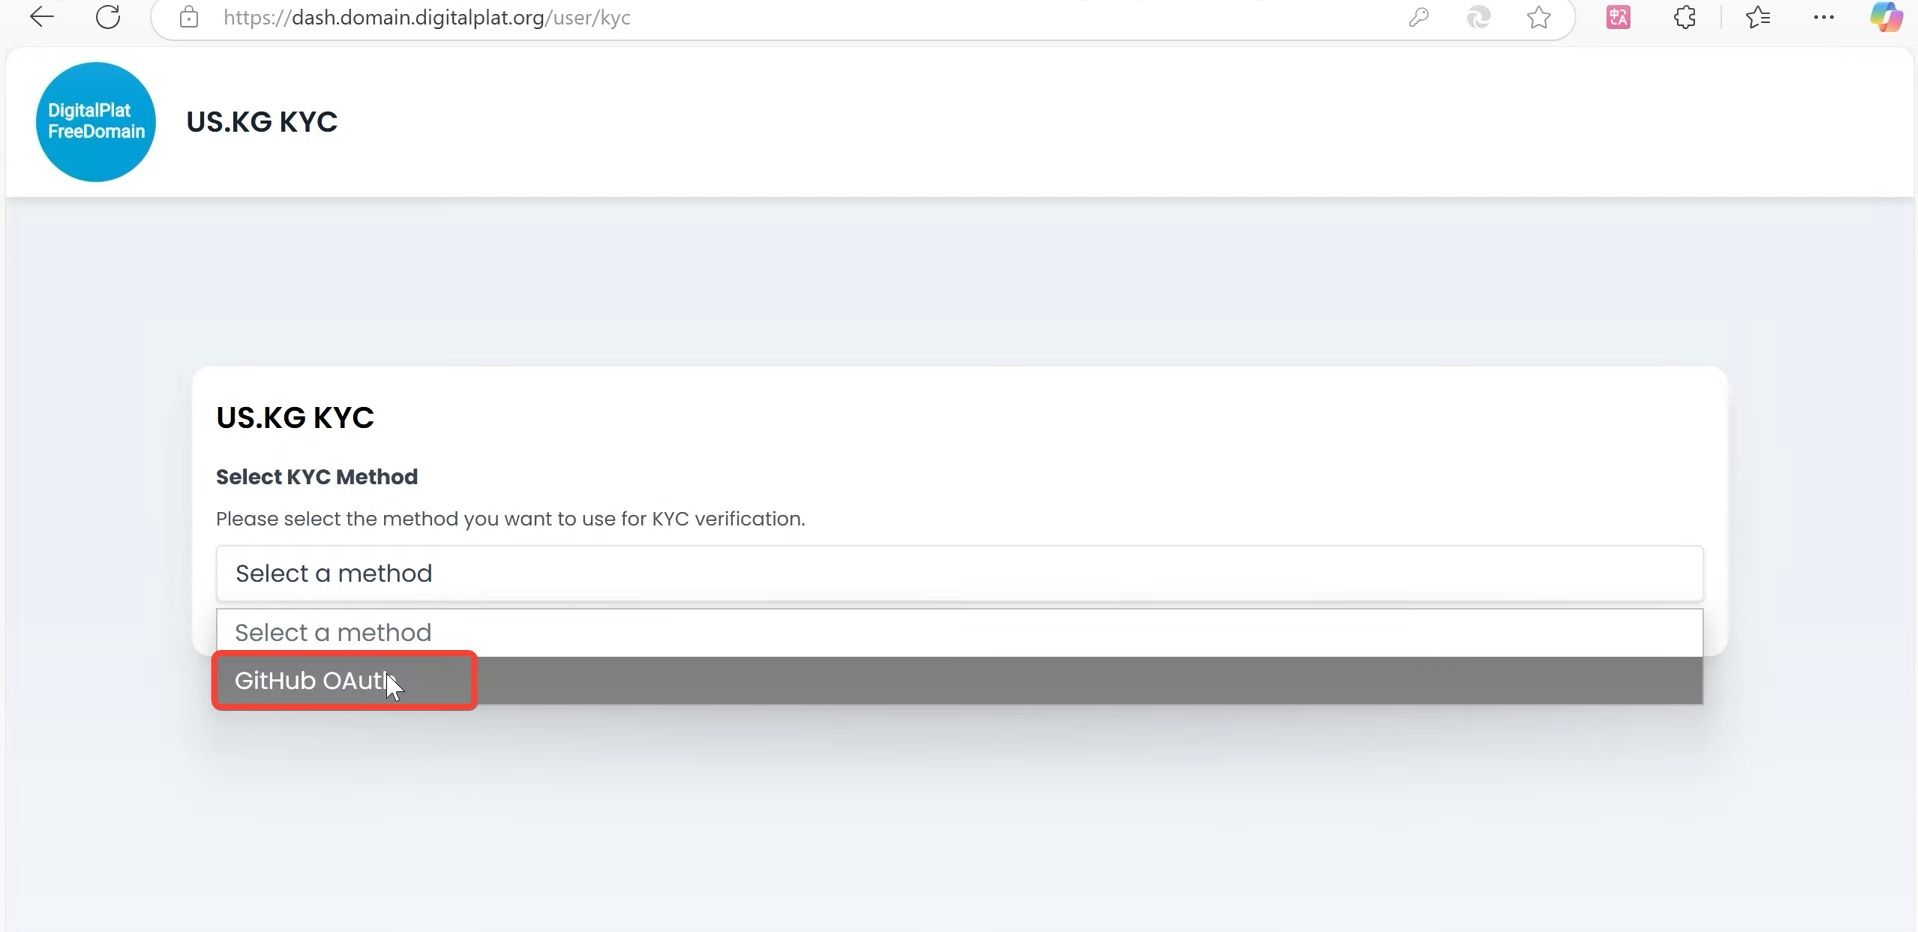 https://dash.domain.digitalplat.org/user/kyc
DigitalPlat
FreeDomain
US.KG KYC
US.KG KYC
Select KYC Method
Please select the method you want to use for KYC verification.
Select a method
Select a method
GitHub OAuth